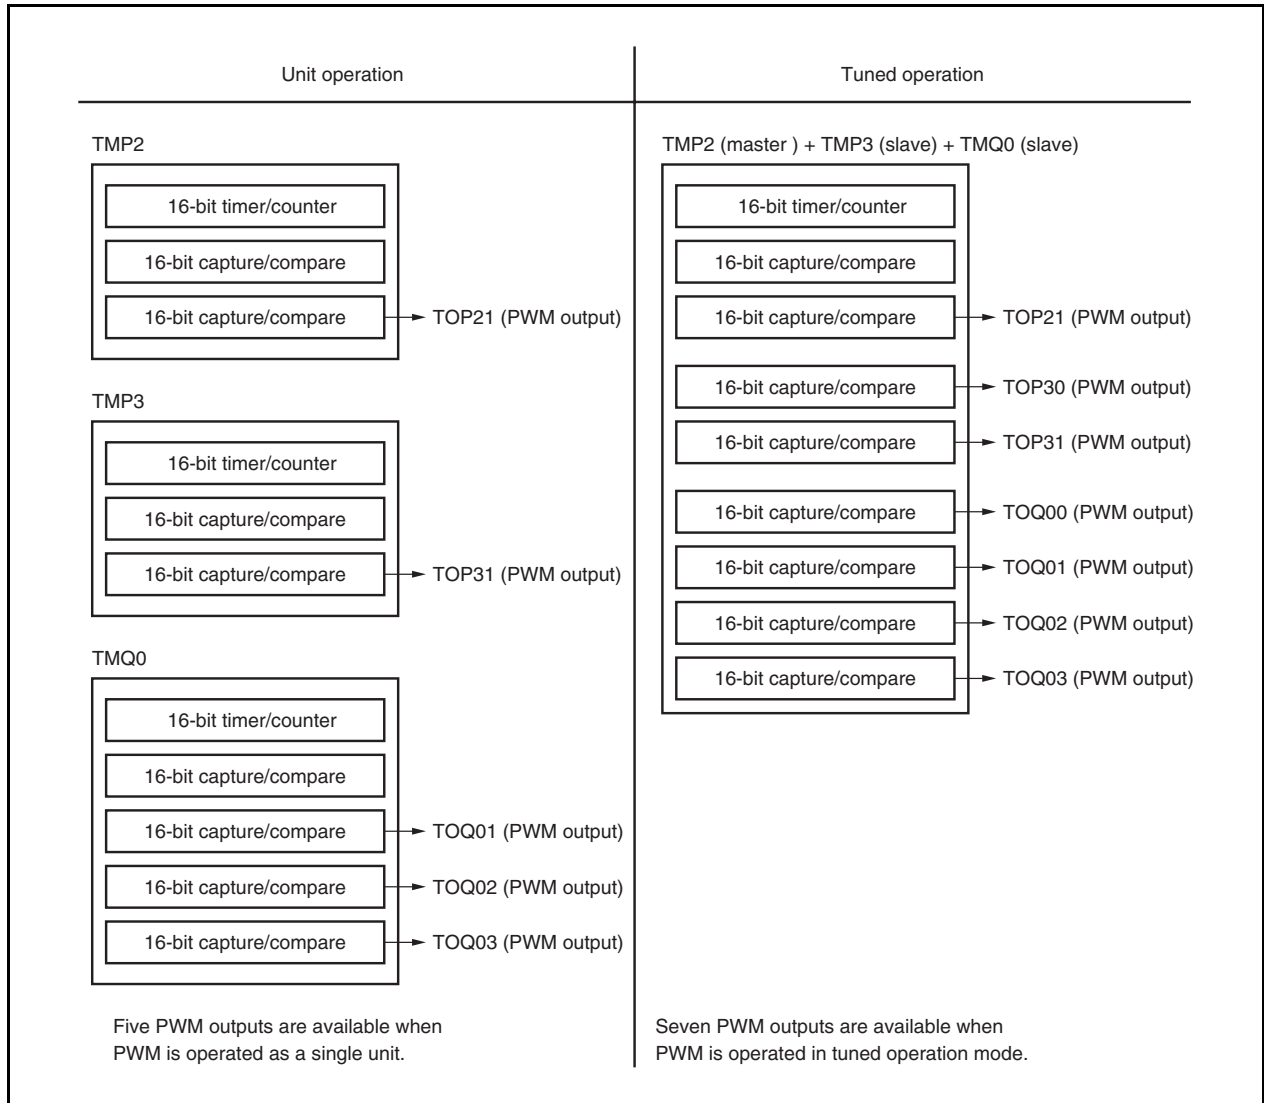 Unit operation
TMP2
16-bit timer/counter
16-bit capture/compare
16-bit capture/compare
TOP21 (PWM output)
TMP3
16-bit timer/counter
16-bit capture/compare
16-bit capture/compare
TOP31 (PWM output)
TMQ0
16-bit timer/counter
16-bit capture/compare
16-bit capture/compare
TOQ01 (PWM output)
16-bit capture/compare
TOQ02 (PWM output)
16-bit capture/compare
TOQ03 (PWM output)
Five PWM outputs are available when
PWM is operated as a single unit.
Tuned operation
TMP2 (master ) + TMP3 (slave) + TMQ0 (slave)
16-bit timer/counter
16-bit capture/compare
16-bit capture/compare
TOP21 (PWM output)
16-bit capture/compare
TOP30 (PWM output)
16-bit capture/compare
TOP31 (PWM output)
16-bit capture/compare
TOQ00 (PWM output)
16-bit capture/compare
TOQ01 (PWM output)
16-bit capture/compare
TOQ02 (PWM output)
16-bit capture/compare
TOQ03 (PWM output)
Seven PWM outputs are available when
PWM is operated in tuned operation mode.